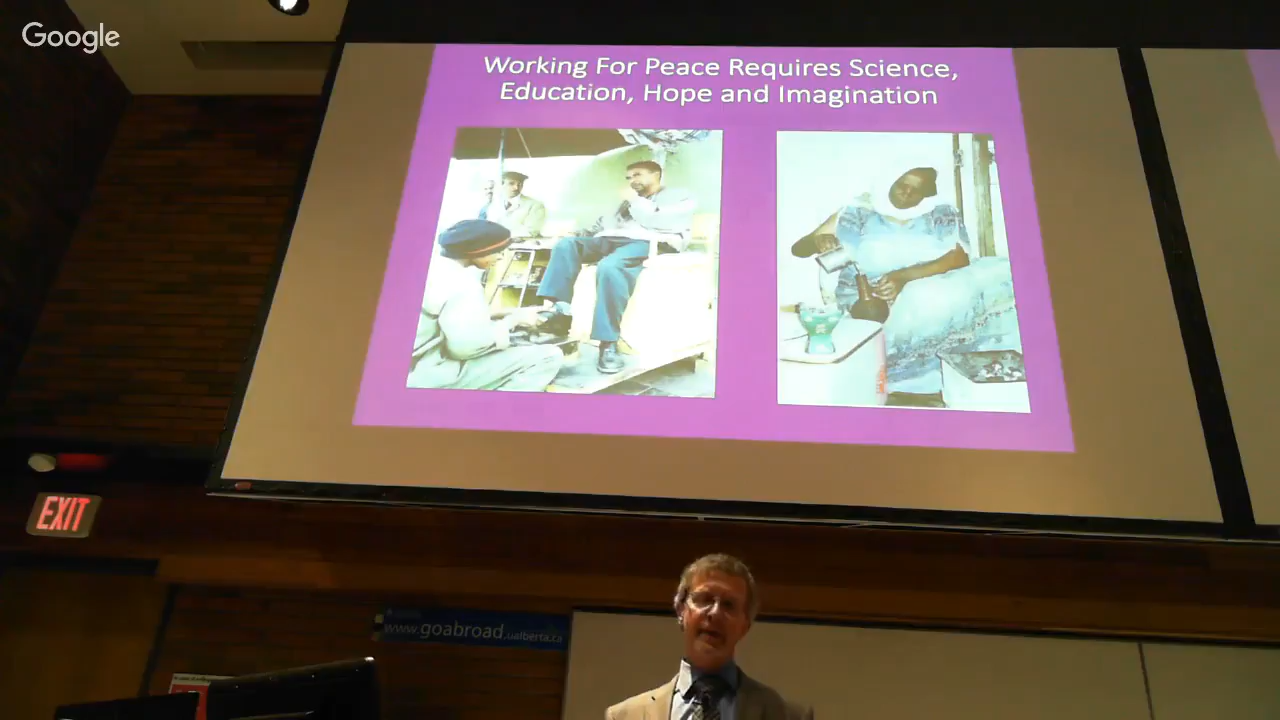 Google
Working For Peace Requires Science,
Education, Hope and Imagination
EXIT
www.goabroad.ualberta.ca